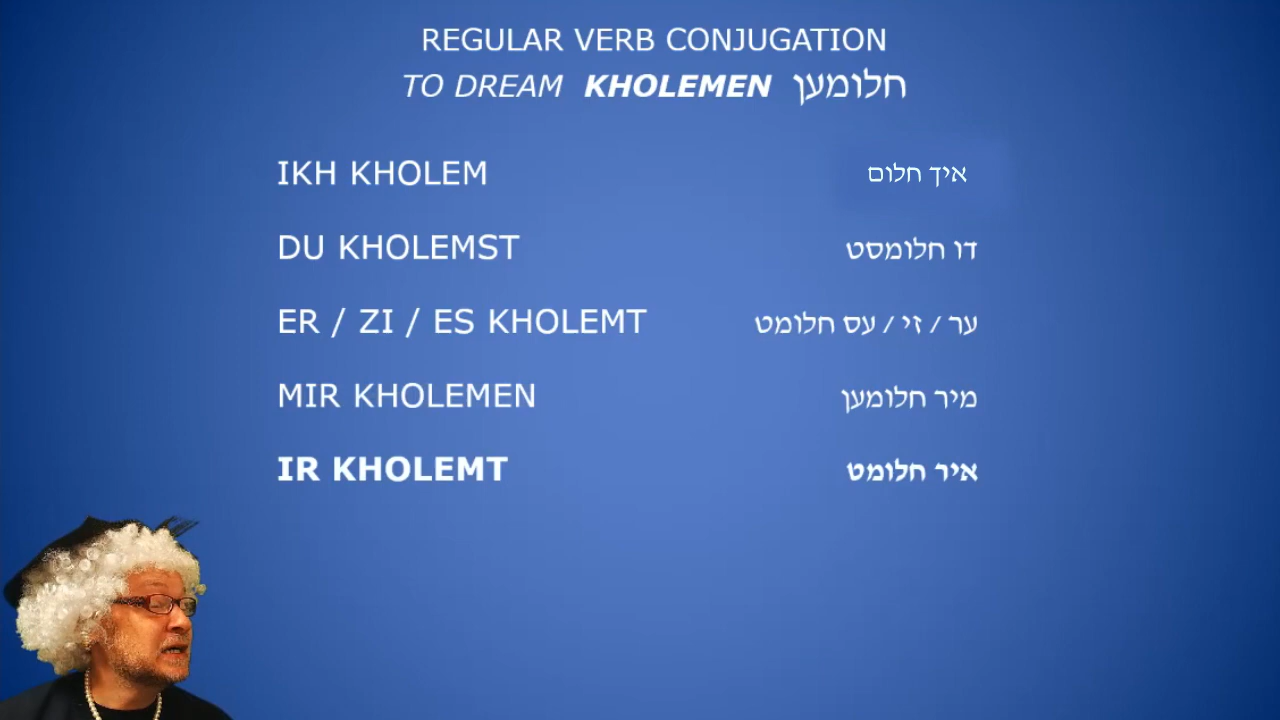 REGULAR VERB CONJUGATION
TO DREAM KHOLEMEN חלומען
IKH KHOLEM איך חלום
DU KHOLEMST דו חלומסט
ER / ZI / ES KHOLEMT ער / זי / עס חלומט
MIR KHOLEMEN מיר חלומען
IR KHOLEMT איר חלומט